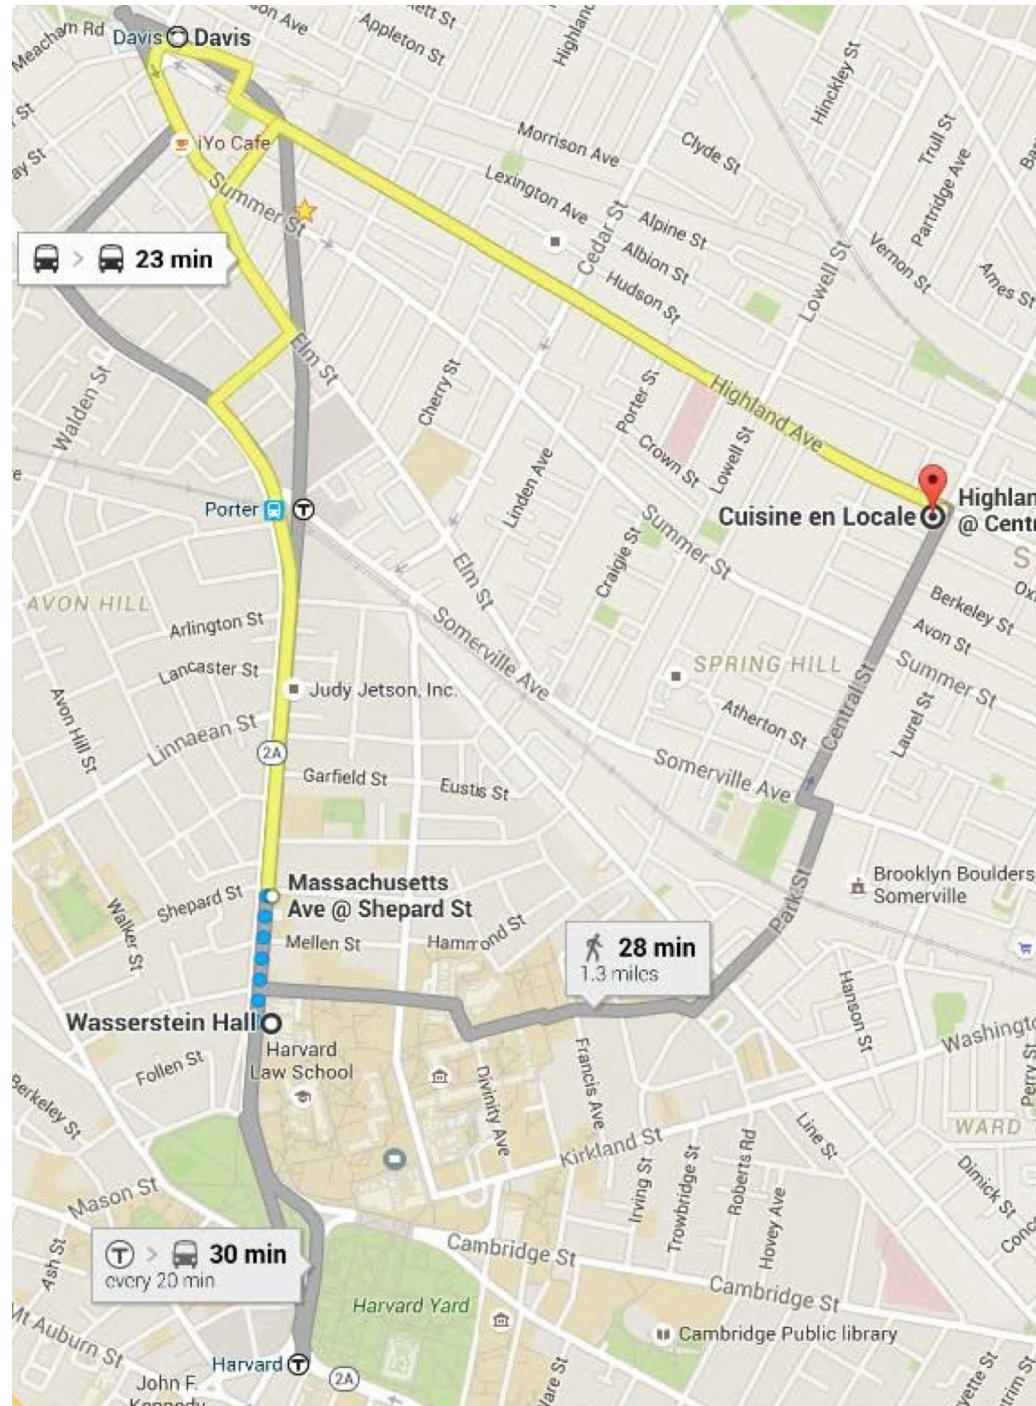 Meacham Rd
Davis
Davis
Appleton St
Highland
Hinckley St
iYo Cafe
Morrison Ave
Clyde St
Trull St
Partridge Ave
Lexington Ave
Summer St
Alpine St
Cedar St
Albion St
Vernon St
Lowell St
Ames St
23 min
Hudson St
Elm St
Walden St
Cherry St
Porter St
Highland Ave
Crown St
Lowell St
Linden Ave
Porter
T
Cuisine en Locale
Highlan
@ Centr
Summer St
Craigie St
Elm St
AVON HILL
Arlington St
Somerville Ave
Berkeley St
Avon St
Lancaster St
SPRING HILL
Summer St
Judy Jetson, Inc.
Avon Hill St
Linnaean St
Atherton St
Central St
Laurel St
2A
Garfield St
Eustis St
Somerville Ave
Massachusetts
Ave @ Shepard St
Shepard St
Park St
Brooklyn Boulders
Somerville
Walker St
Mellen St
Hammond St
28 min
1.3 miles
Hanson St
Wasserstein Hall
Washingto
Harvard
Law School
Follen St
Francis Ave
Perry St
Berkeley St
Divinity Ave
Line St
WARD
Kirkland St
Mason St
Irving St
Trowbridge St
Roberts Rd
Dimick St
Hovey Ave
Conc
T
30 min
every 20 min
Ash St
Cambridge St
Cambridge St
Harvard Yard
Mt Auburn St
Cambridge Public library
Harvard
T
2A
John F.